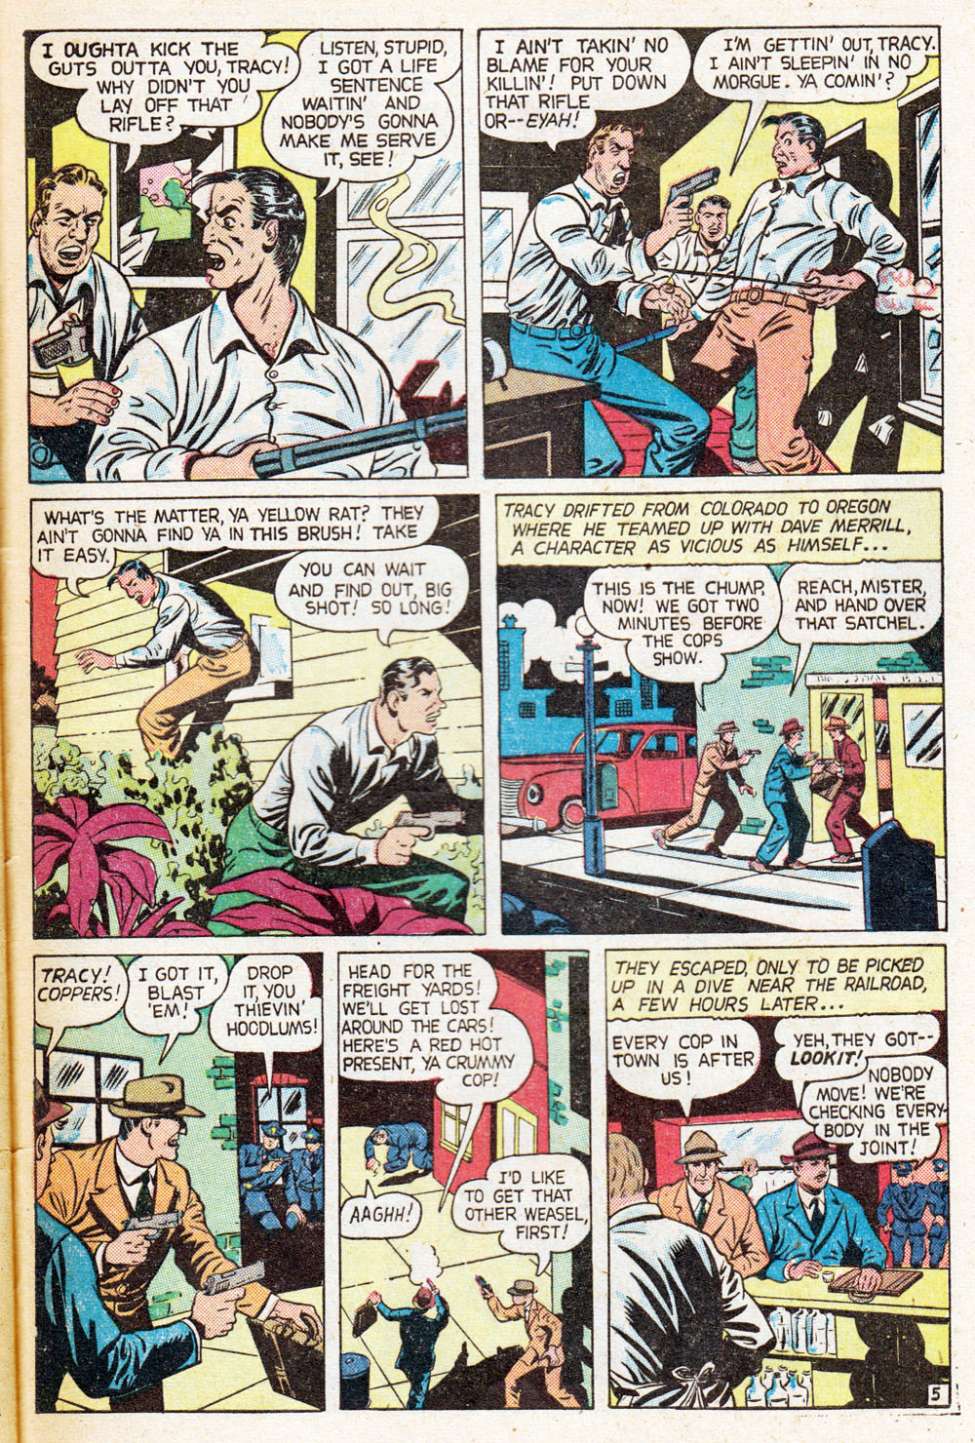 I OUGHTA KICK THE
GUTS OUTTA YOU, TRACY!
WHY DIDN'T YOU
LAY OFF THAT
RIFLE?
LISTEN, STUPID,
I GOT A LIFE
SENTENCE
WAITIN' AND
NOBODY'S GONNA
MAKE ME SERVE
IT, SEE!
I AIN'T TAKIN' NO
BLAME FOR YOUR
KILLIN'! PUT DOWN
THAT RIFLE
OR--EYAH!
I'M GETTIN' OUT, TRACY.
I AIN'T SLEEPIN' IN NO
MORGUE. YA COMIN'?
WHAT'S THE MATTER, YA YELLOW RAT? THEY
AIN'T GONNA FIND YA IN THIS BRUSH! TAKE
IT EASY.
YOU CAN WAIT
AND FIND OUT, BIG
SHOT! SO LONG!
TRACY DRIFTED FROM COLORADO TO OREGON
WHERE HE TEAMED UP WITH DAVE MERRILL,
A CHARACTER AS VICIOUS AS HIMSELF...
THIS IS THE CHUMP,
NOW! WE GOT TWO
MINUTES BEFORE
THE COPS
SHOW.
REACH, MISTER,
AND HAND OVER
THAT SATCHEL.
TRACY!
COPPERS!
I GOT IT,
BLAST
'EM!
DROP
IT, YOU
THIEVIN'
HOODLUMS!
HEAD FOR THE
FREIGHT YARDS!
WE'LL GET LOST
AROUND THE CARS!
HERE'S A RED HOT
PRESENT, YA CRUMMY
COP!
AAGHH!
I'D LIKE
TO GET THAT
OTHER WEASEL,
FIRST!
THEY ESCAPED, ONLY TO BE PICKED
UP IN A DIVE NEAR THE RAILROAD,
A FEW HOURS LATER...
EVERY COP IN
TOWN IS AFTER
US!
YEH, THEY GOT--
LOOKIT!
NOBODY
MOVE! WE'RE
CHECKING EVERY-
BODY IN THE
JOINT!
5